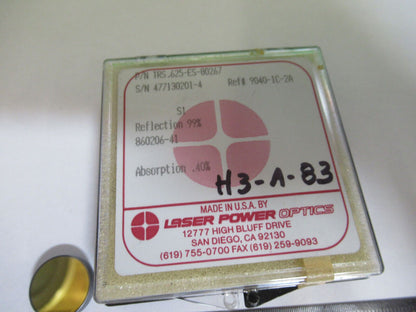 P/N TRS.625-ES-80267
S/N 477130201-4 Ref# 9040-1C-2A
S1
Reflection 99%
860206-41
Absorption .40%
H3-A-83
MADE IN U.S.A. BY
LASER POWER OPTICS
12777 HIGH BLUFF DRIVE
SAN DIEGO, CA 92130
(619) 755-0700 FAX (619) 259-9093